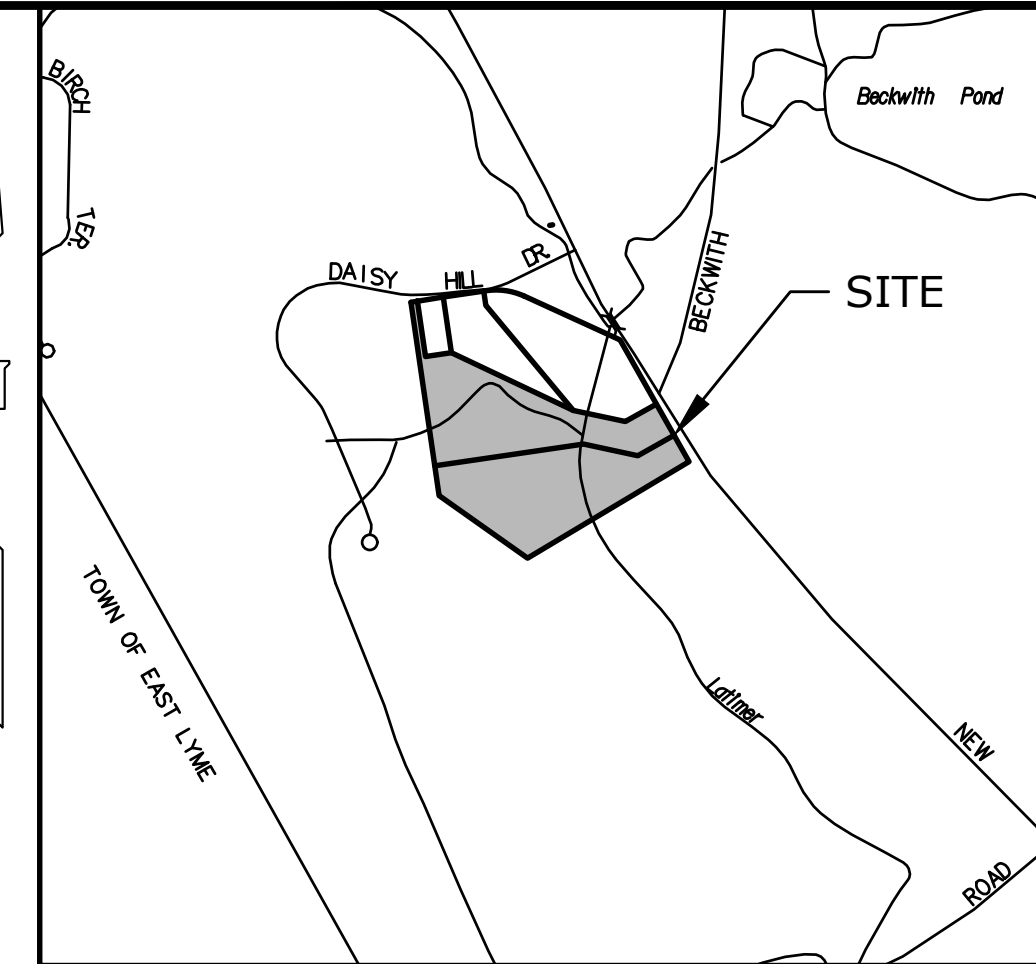 BIRCH
TER.
Beckwith Pond
DAISY HILL DR.
BECKWITH
SITE
TOWN OF EAST LYME
Latimer
NEW
ROAD